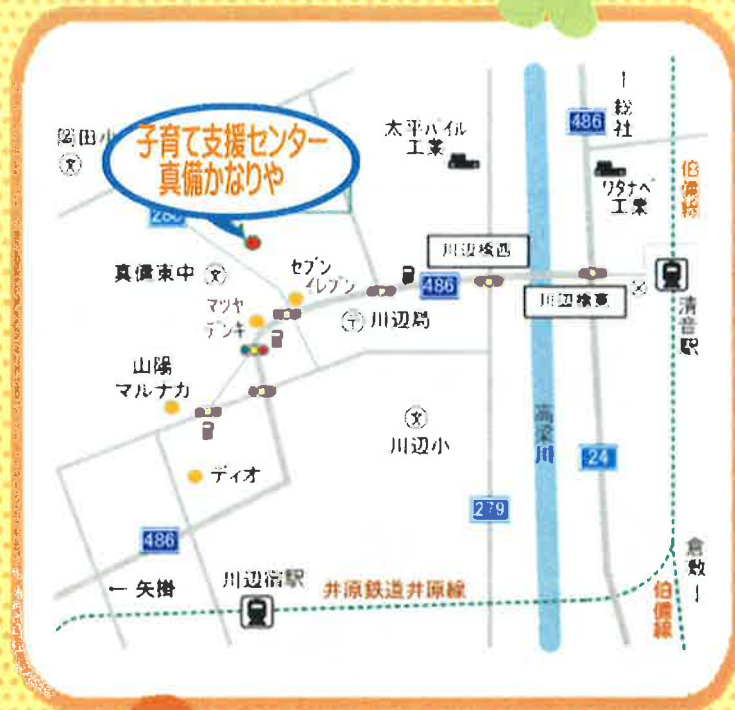 子育て支援センター
真備かなりや
薗田小
280
真備東中
セブン
イレブン
マツヤ
デンキ
山陽
マルナカ
ディオ
486
← 矢掛
川辺宿駅
井原鉄道井原線
太平パイル
工業
川辺局
486
川辺橋西
川辺橋東
川辺小
279
高梁川
24
486
総社
ワタナベ
工業
伯備線
清音駅
倉敷
伯備線